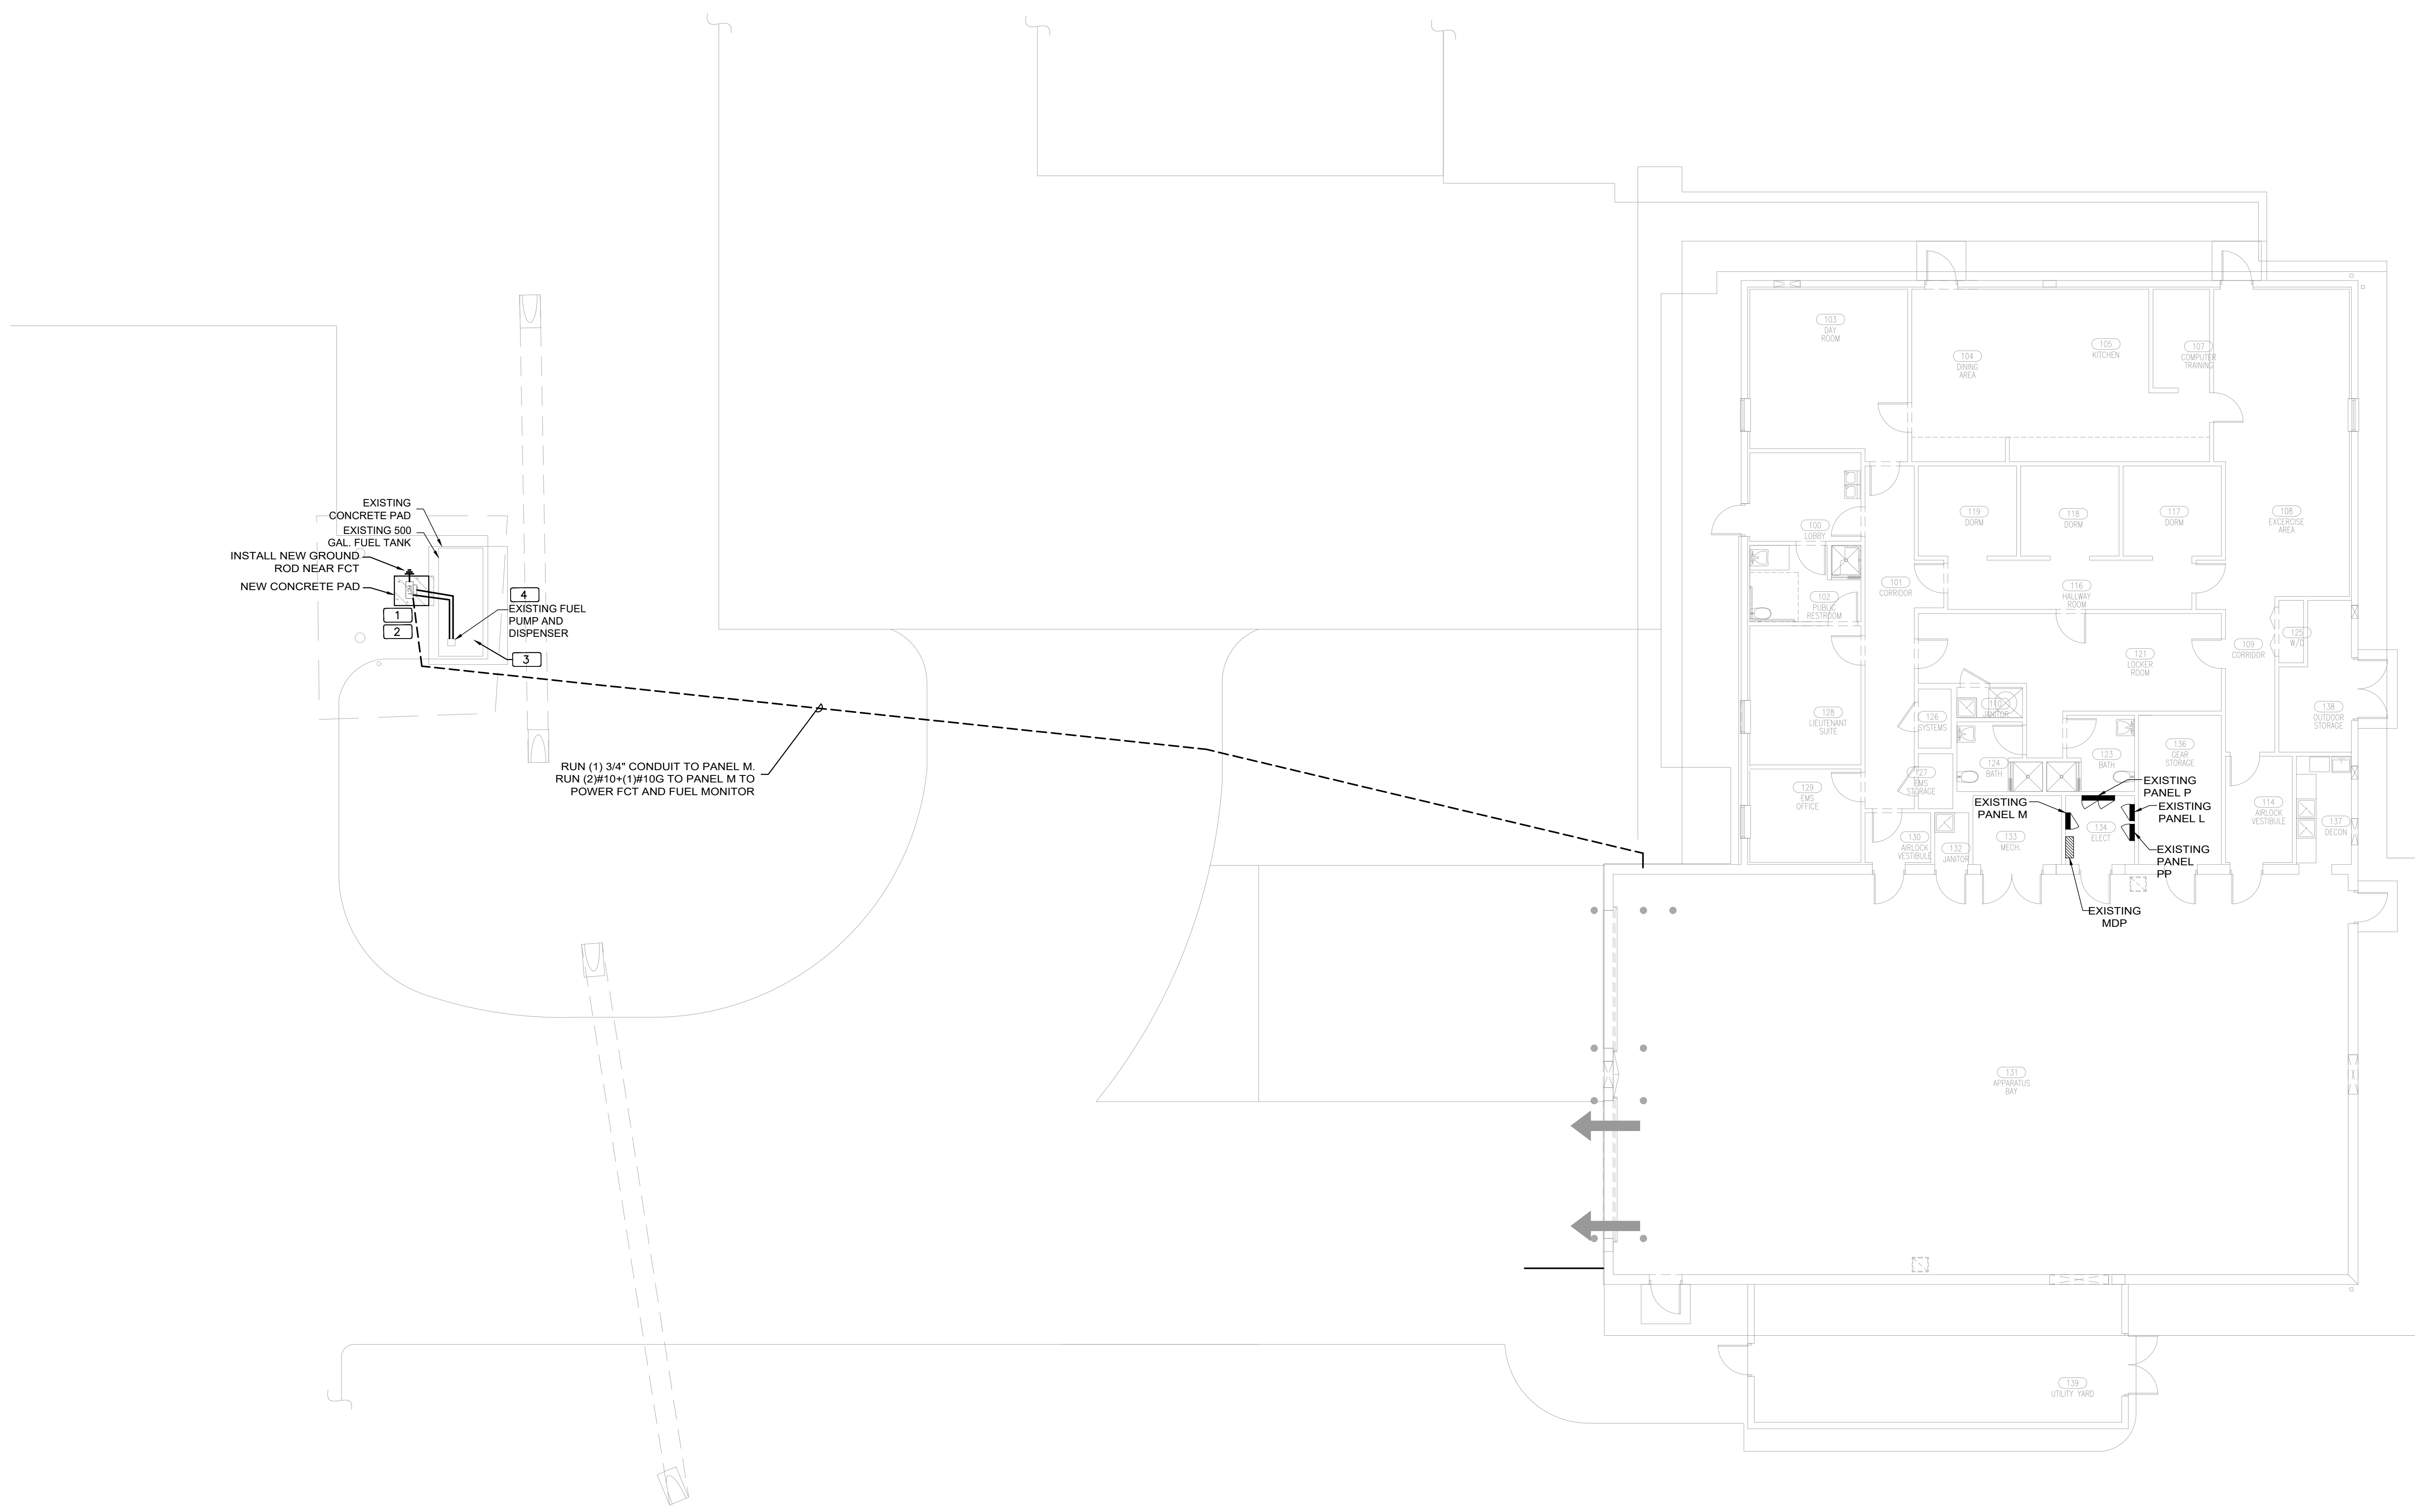 EXISTING
CONCRETE PAD
EXISTING 500
GAL. FUEL TANK
INSTALL NEW GROUND
ROD NEAR FCT
NEW CONCRETE PAD
1
2
4
EXISTING FUEL
PUMP AND
DISPENSER
3
RUN (1) 3/4" CONDUIT TO PANEL M.
RUN (2)#10+(1)#10G TO PANEL M TO
POWER FCT AND FUEL MONITOR
103
DAY
ROOM
104
DINING
AREA
105
KITCHEN
107
COMPUTER
TRAINING
100
LOBBY
119
DORM
118
DORM
117
DORM
108
EXCERCISE
AREA
101
CORRIDOR
102
PUBLIC
RESTROOM
116
HALLWAY
ROOM
125
W/D
109
CORRIDOR
121
LOCKER
ROOM
128
LIEUTENANT
SUITE
126
SYSTEMS
110
JANITOR
138
OUTDOOR
STORAGE
136
GEAR
STORAGE
123
BATH
124
BATH
127
EMS
STORAGE
129
EMS
OFFICE
EXISTING
PANEL P
EXISTING
PANEL M
EXISTING
PANEL L
EXISTING
PANEL
PP
114
AIRLOCK
VESTIBULE
137
DECON
130
AIRLOCK
VESTIBULE
132
JANITOR
133
MECH.
134
ELECT
EXISTING
MDP
131
APPARATUS
BAY
139
UTILITY YARD